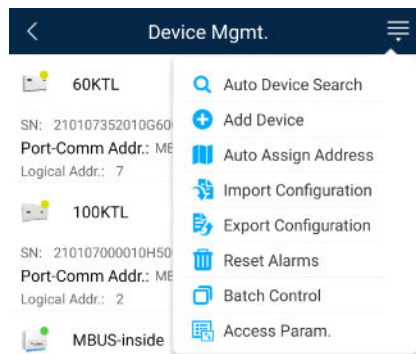 Device Mgmt.
60KTL
SN: 210107352010G60
Port-Comm Addr.: ME
Logical Addr.: 7
100KTL
SN: 210107000010H50
Port-Comm Addr.: ME
Logical Addr.: 2
MBUS-inside
Auto Device Search
Add Device
Auto Assign Address
Import Configuration
Export Configuration
Reset Alarms
Batch Control
Access Param.